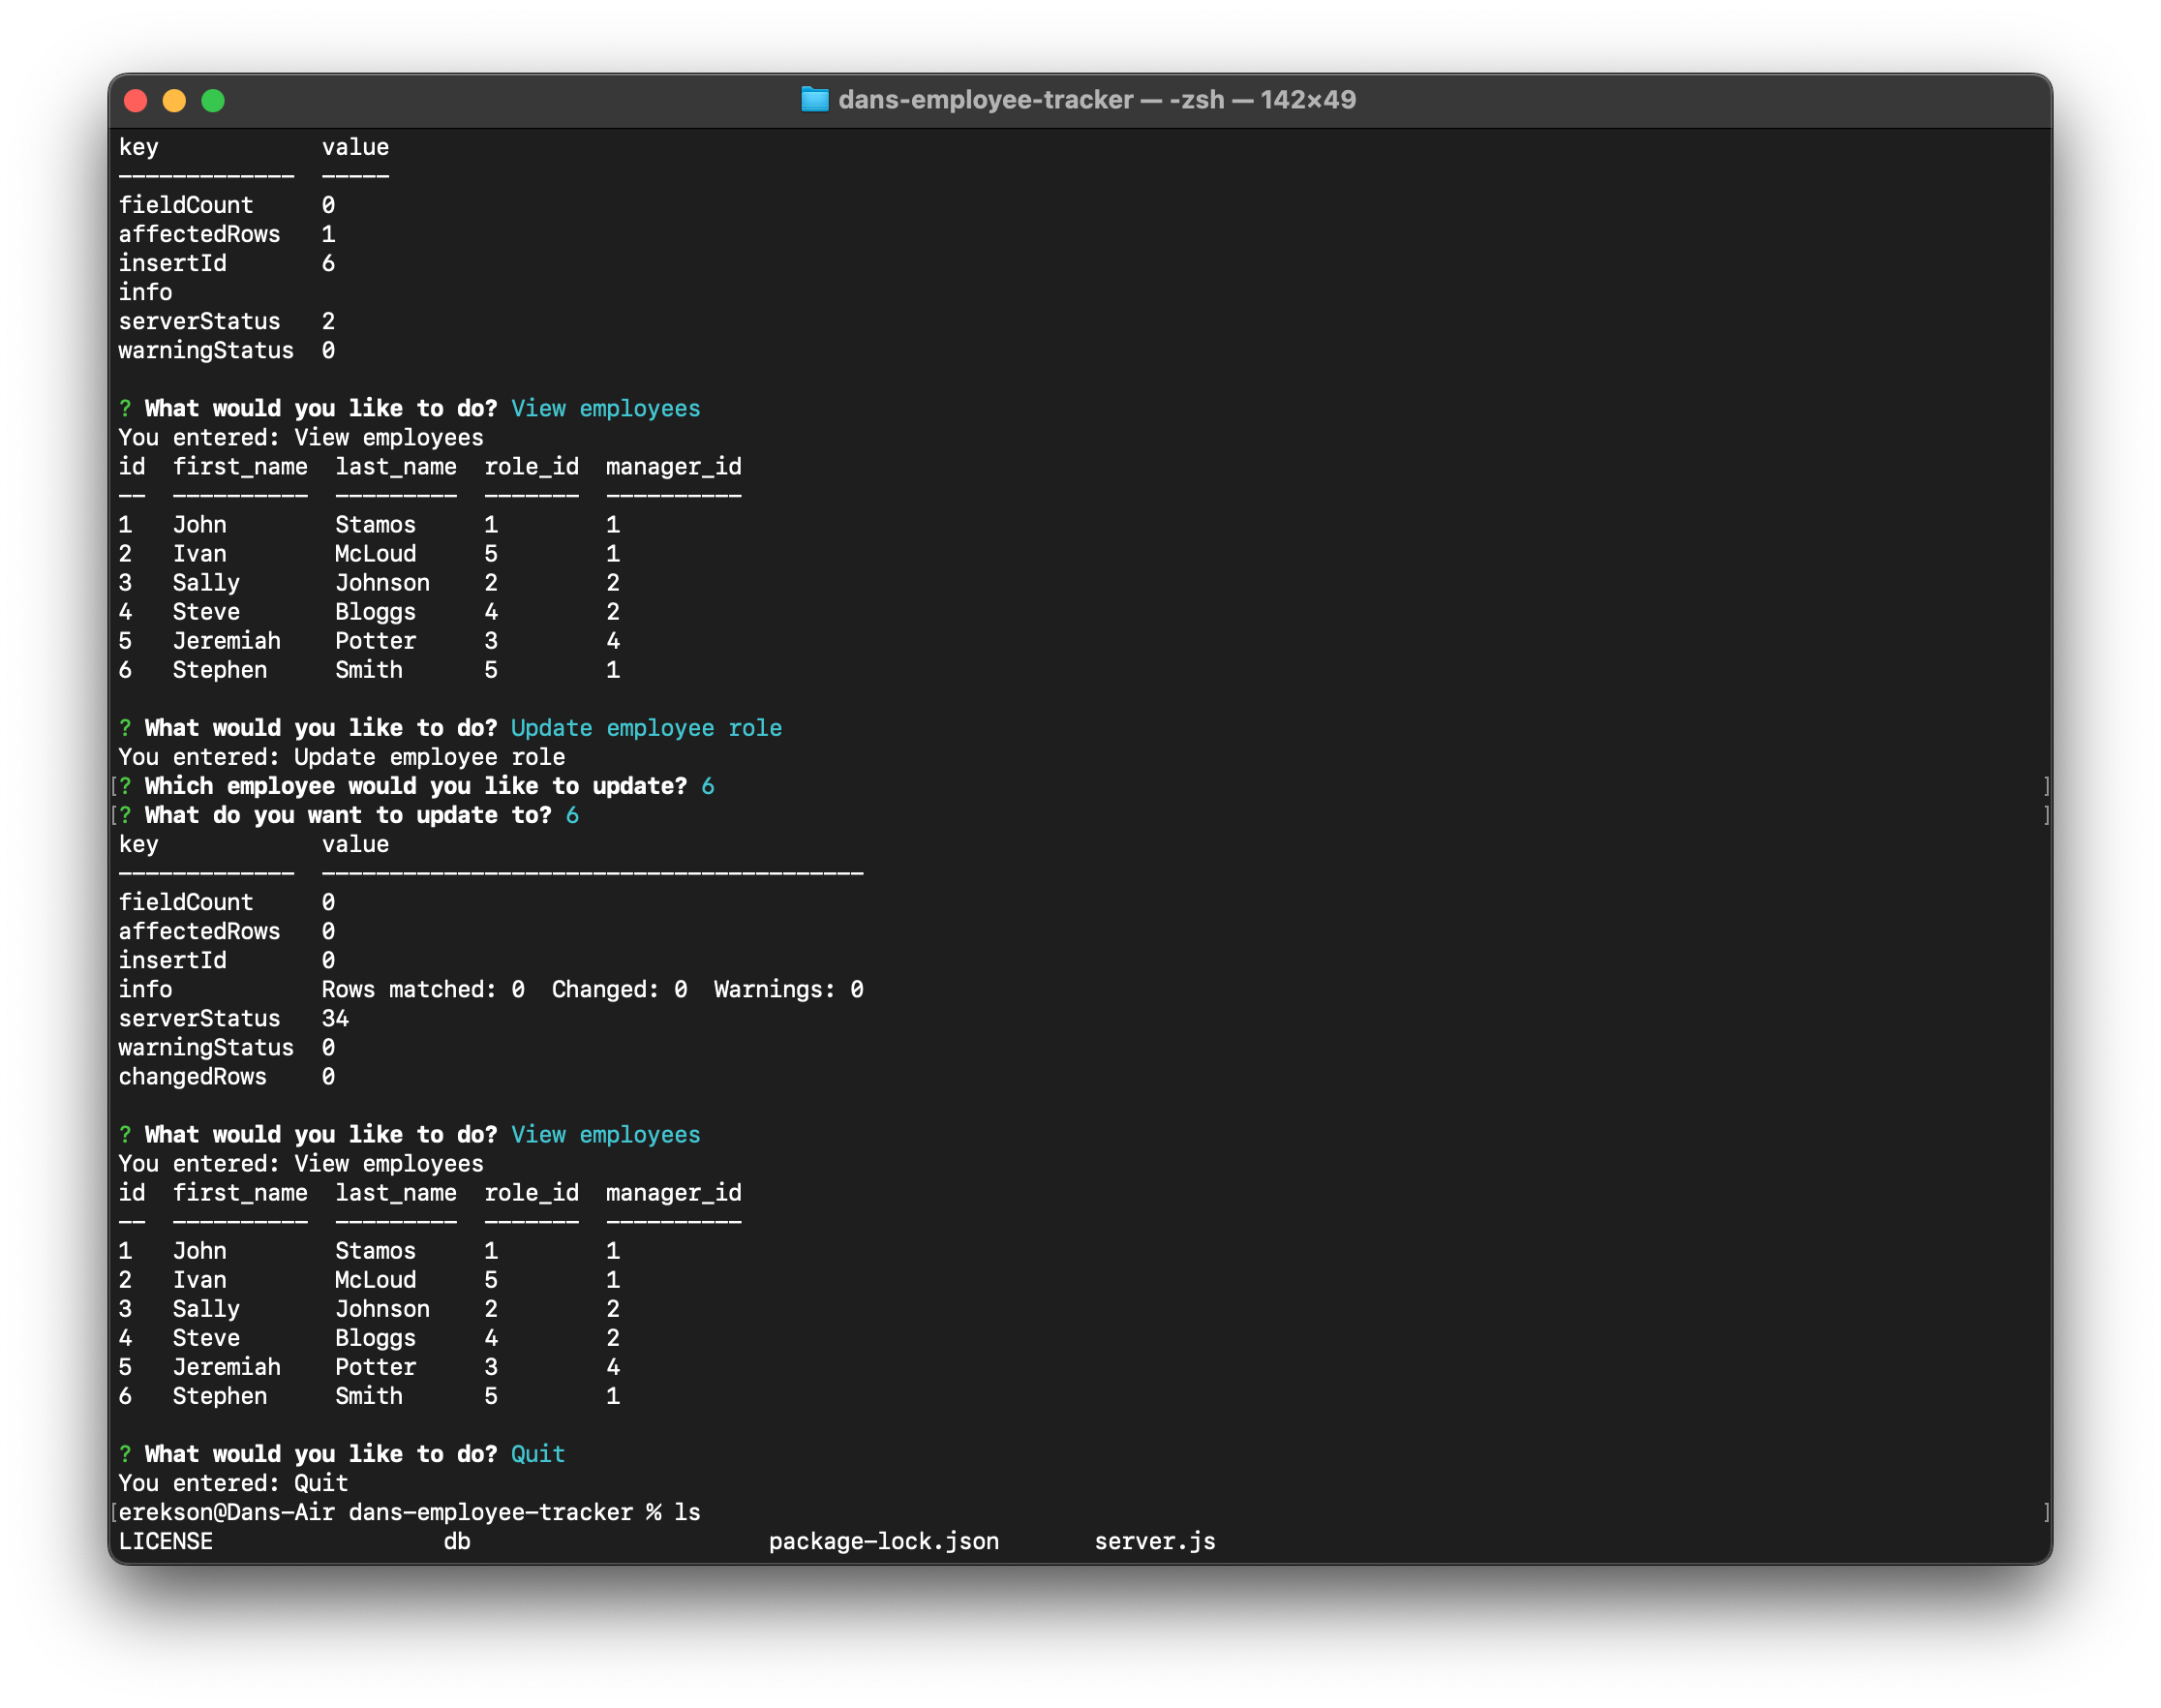 dans-employee-tracker — -zsh — 142×49
key            value
-------------  -----
fieldCount     0
affectedRows   1
insertId       6
info
serverStatus   2
warningStatus  0
? What would you like to do? View employees
You entered: View employees
id  first_name  last_name  role_id  manager_id
--  ----------  ---------  -------  ----------
1   John        Stamos     1        1
2   Ivan        McLoud     5        1
3   Sally       Johnson    2        2
4   Steve       Bloggs     4        2
5   Jeremiah    Potter     3        4
6   Stephen     Smith      5        1
? What would you like to do? Update employee role
You entered: Update employee role
[? Which employee would you like to update? 6 ]
[? What do you want to update to? 6 ]
key            value
-------------  ----------------------------------------
fieldCount     0
affectedRows   0
insertId       0
info           Rows matched: 0  Changed: 0  Warnings: 0
serverStatus   34
warningStatus  0
changedRows    0
? What would you like to do? View employees
You entered: View employees
id  first_name  last_name  role_id  manager_id
--  ----------  ---------  -------  ----------
1   John        Stamos     1        1
2   Ivan        McLoud     5        1
3   Sally       Johnson    2        2
4   Steve       Bloggs     4        2
5   Jeremiah    Potter     3        4
6   Stephen     Smith      5        1
? What would you like to do? Quit
You entered: Quit
[erekson@Dans-Air dans-employee-tracker % ls ]
LICENSE                 db                      package-lock.json       server.js